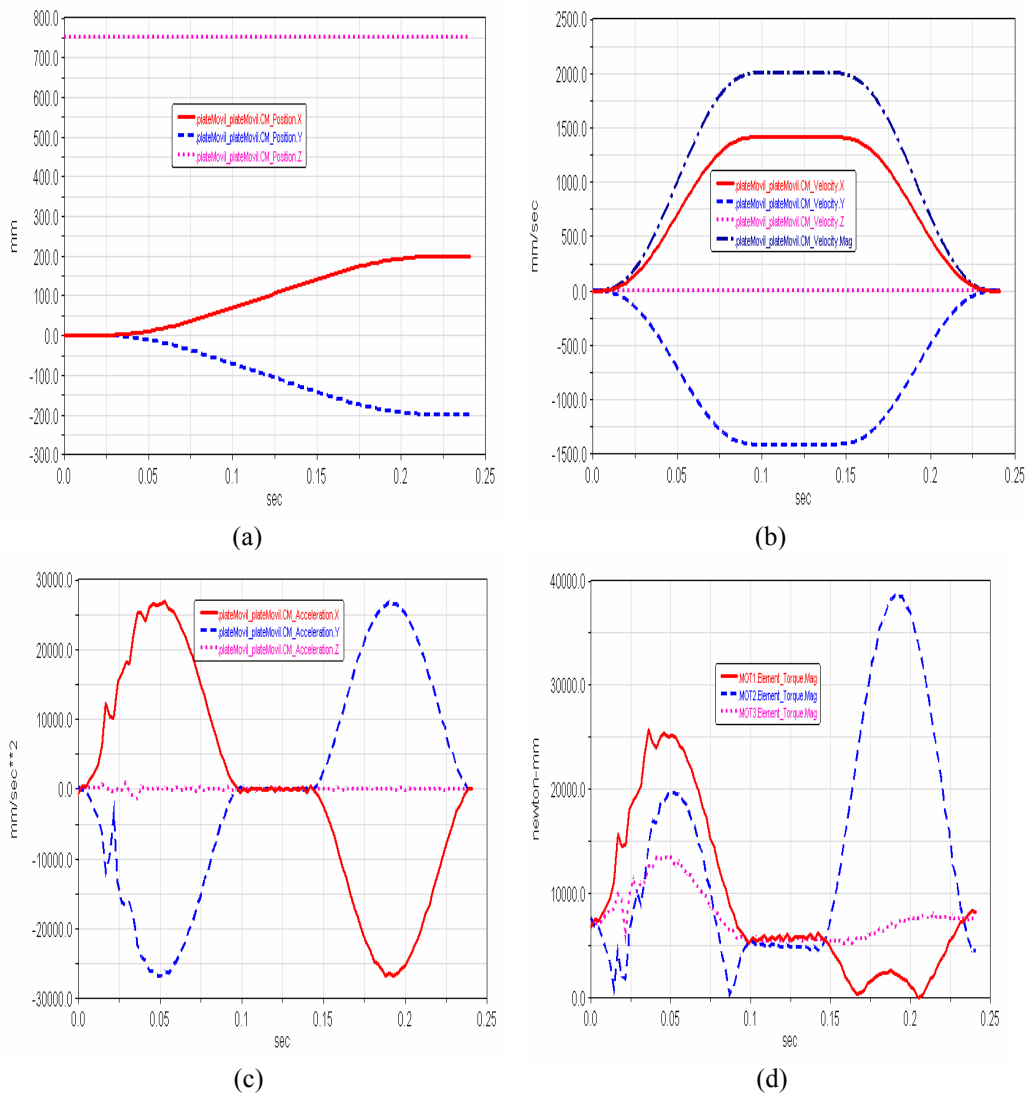 800.0
700.0
600.0
500.0
400.0
300.0
200.0
100.0
0.0
-100.0
-200.0
-300.0
mm
.plateMovil_plateMovil.CM_Position.X
.plateMovil_plateMovil.CM_Position.Y
.plateMovil_plateMovil.CM_Position.Z
0.0 0.05 0.1 0.15 0.2 0.25
sec
(a)
2500.0
2000.0
1500.0
1000.0
500.0
0.0
-500.0
-1000.0
-1500.0
mm/sec
.plateMovil_plateMovil.CM_Velocity.X
.plateMovil_plateMovil.CM_Velocity.Y
.plateMovil_plateMovil.CM_Velocity.Z
.plateMovil_plateMovil.CM_Velocity.Mag
0.0 0.05 0.1 0.15 0.2 0.25
sec
(b)
30000.0
20000.0
10000.0
0.0
-10000.0
-20000.0
-30000.0
mm/sec**2
.plateMovil_plateMovil.CM_Acceleration.X
.plateMovil_plateMovil.CM_Acceleration.Y
.plateMovil_plateMovil.CM_Acceleration.Z
0.0 0.05 0.1 0.15 0.2 0.25
sec
(c)
40000.0
30000.0
20000.0
10000.0
0.0
newton-mm
.MOT1.Element_Torque.Mag
.MOT2.Element_Torque.Mag
.MOT3.Element_Torque.Mag
0.0 0.05 0.1 0.15 0.2 0.25
sec
(d)